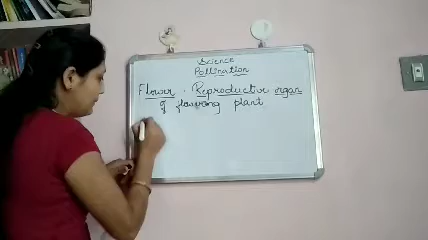 Science
Pollination
Flower - Reproductive organ
of flowering plant